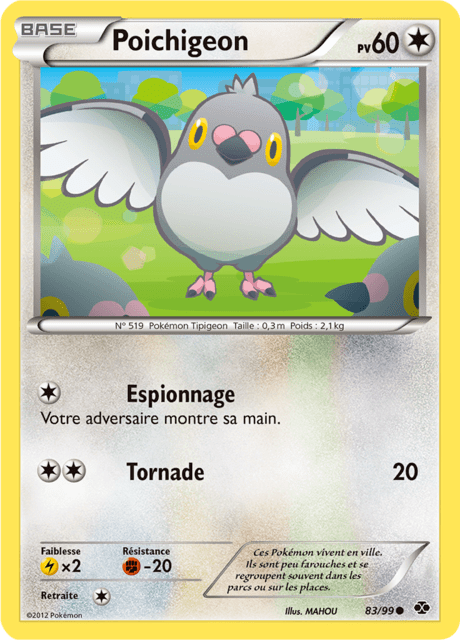 BASE
Poichigeon
PV60
N° 519 Pokémon Tipigeon Taille : 0,3 m Poids : 2,1 kg
Espionnage
Votre adversaire montre sa main.
Tornade 20
Faiblesse
×2
Résistance
-20
Retraite
Ces Pokémon vivent en ville.
Ils sont peu farouches et se
regroupent souvent dans les
parcs ou sur les places.
©2012 Pokémon
Illus. MAHOU
83/99